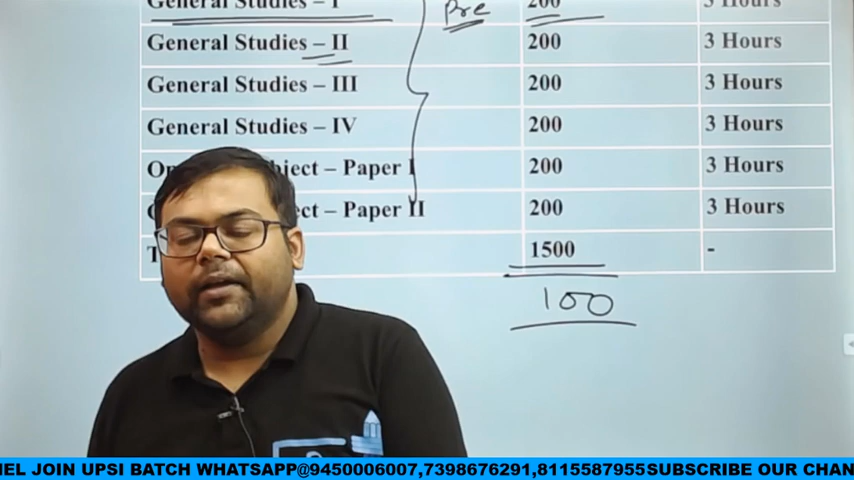 General Studies – I Pre 200 3 Hours
General Studies – II 200 3 Hours
General Studies – III 200 3 Hours
General Studies – IV 200 3 Hours
ject – Paper I 200 3 Hours
ct – Paper II 200 3 Hours
1500 -
100
JOIN UPSI BATCH WHATSAPP@9450006007,7398676291,8115587955SUBSCRIBE OUR